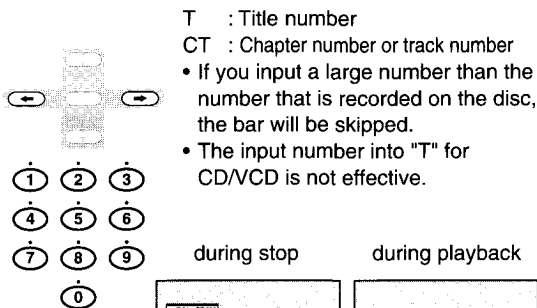 T : Title number
CT : Chapter number or track number
• If you input a large number than the
number that is recorded on the disc,
the bar will be skipped.
• The input number into "T" for
CD/VCD is not effective.
1 2 3
4 5 6
7 8 9
0
during stop during playback